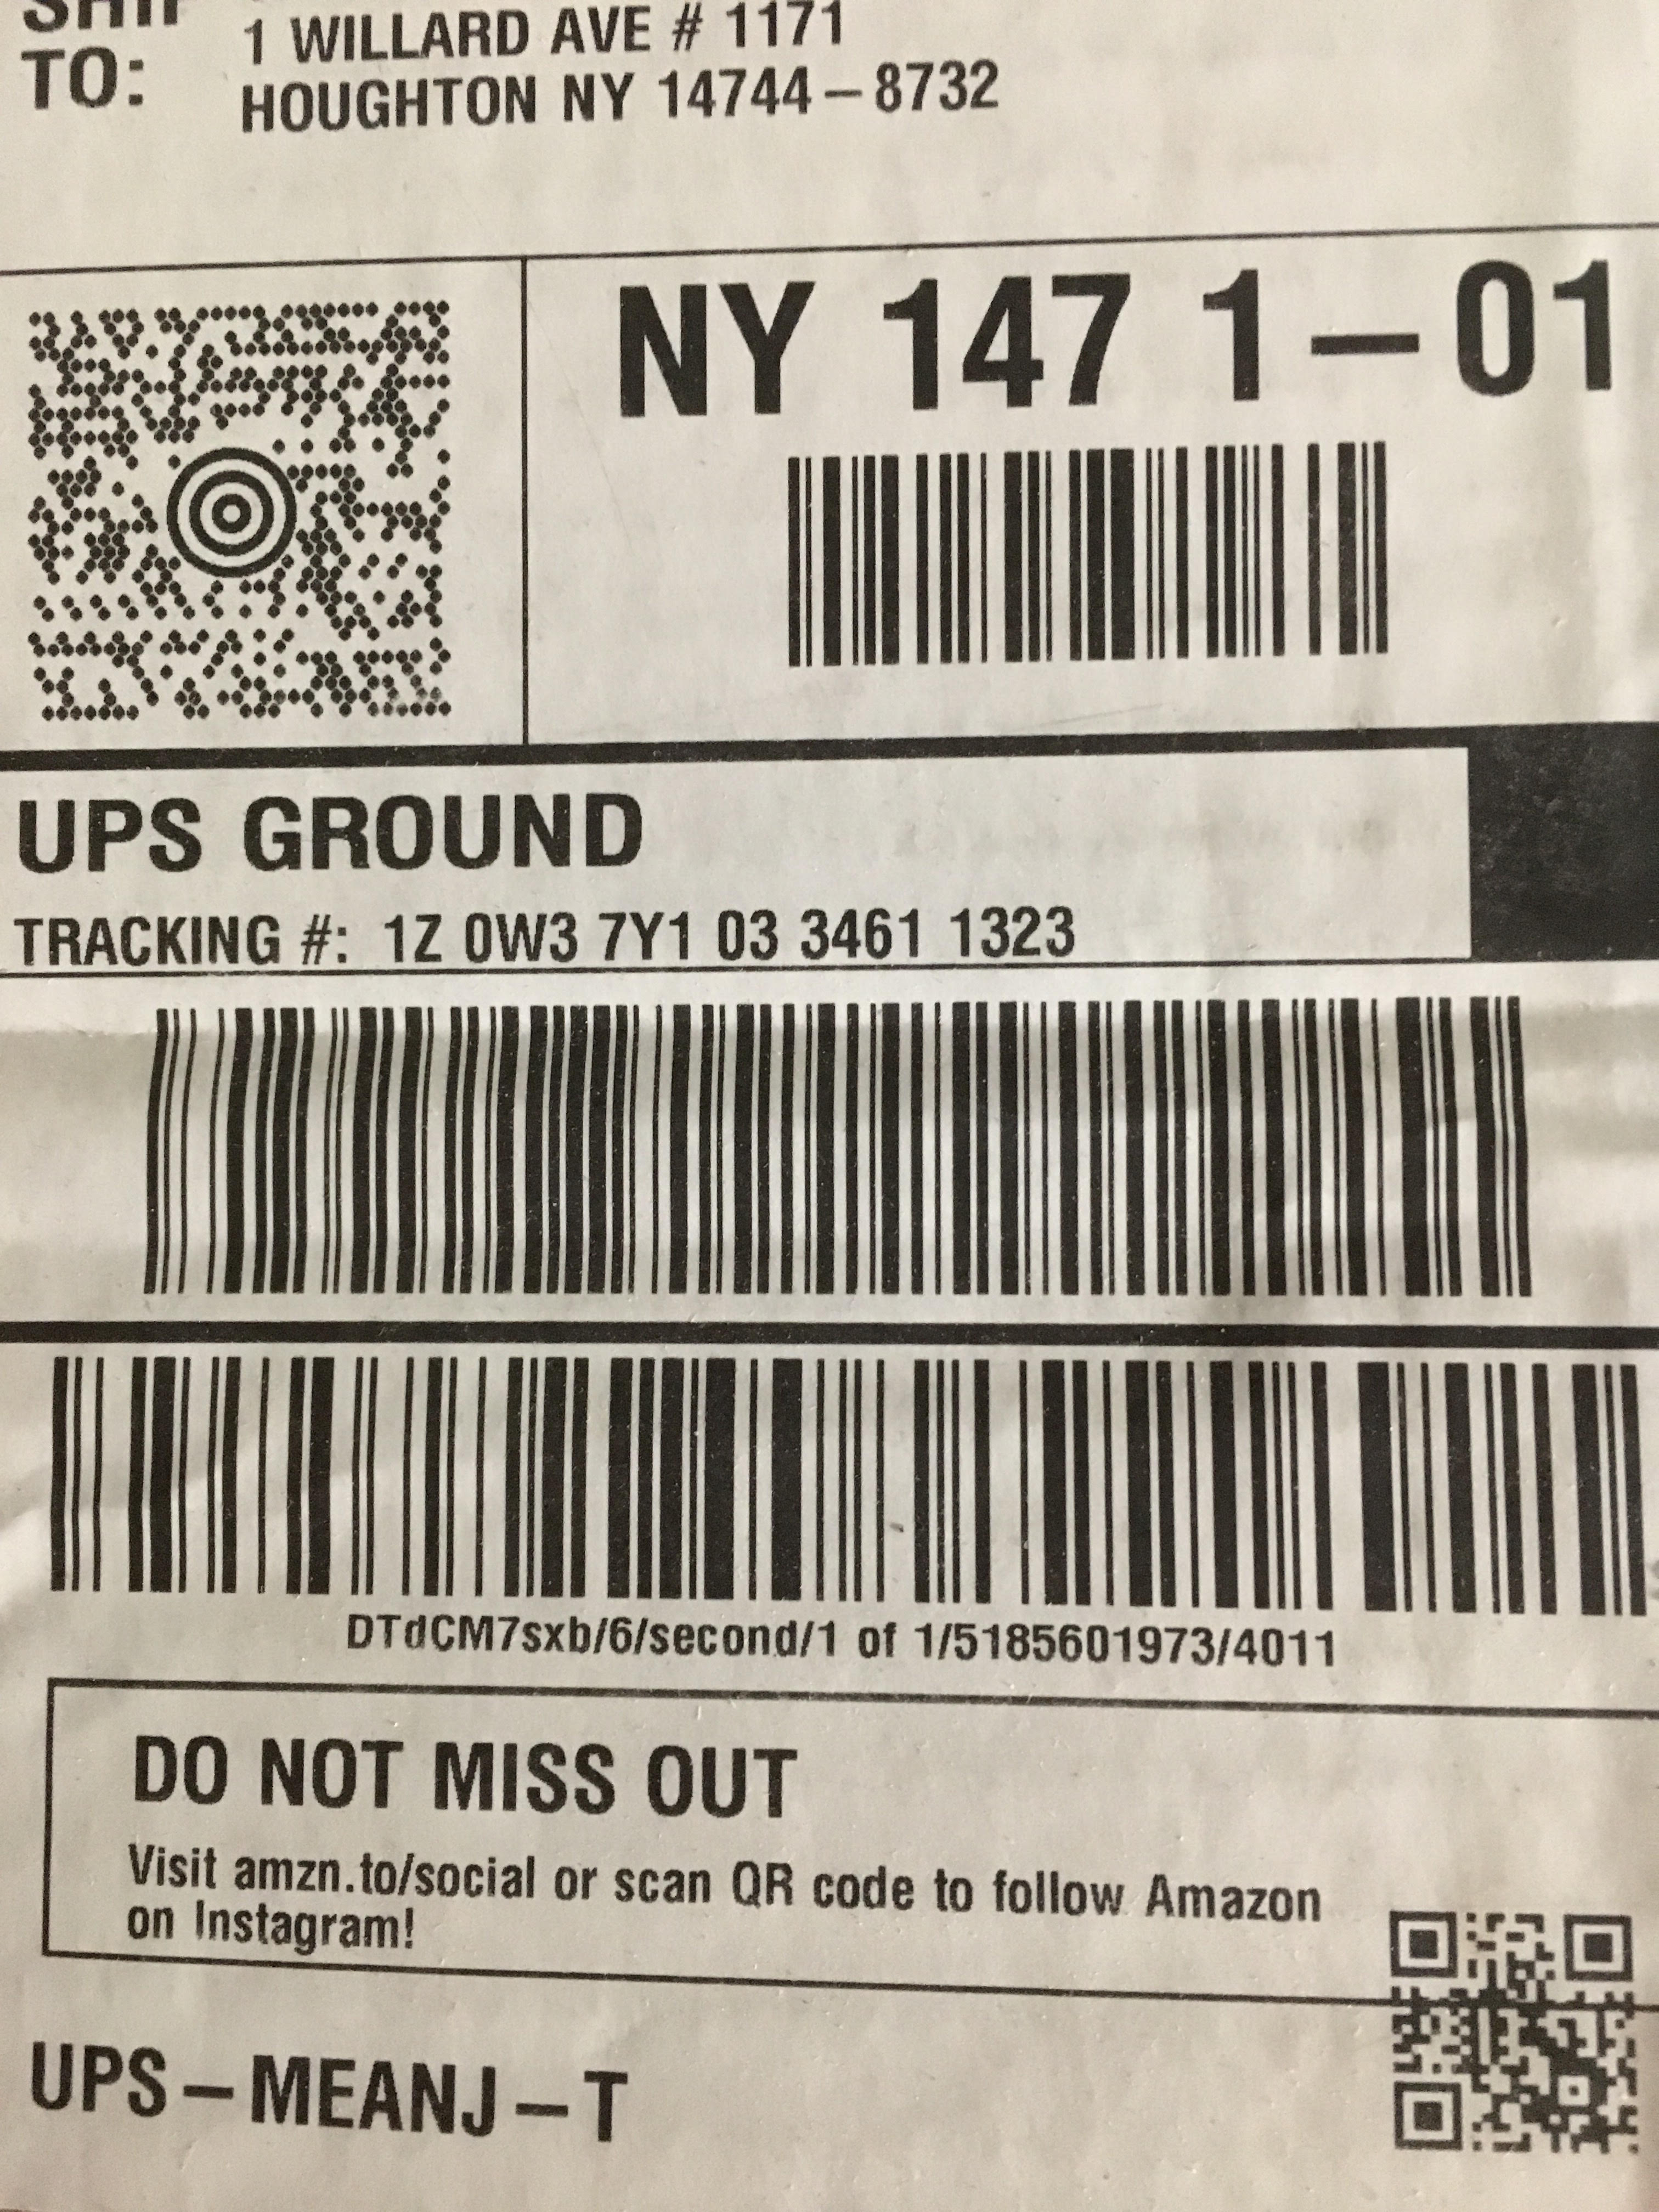 SHIP
TO:
1 WILLARD AVE # 1171
HOUGHTON NY 14744-8732
NY 147 1-01
UPS GROUND
TRACKING #: 1Z 0W3 7Y1 03 3461 1323
DTdCM7sxb/6/second/1 of 1/5185601973/4011
DO NOT MISS OUT
Visit amzn.to/social or scan QR code to follow Amazon
on Instagram!
UPS-MEANJ-T